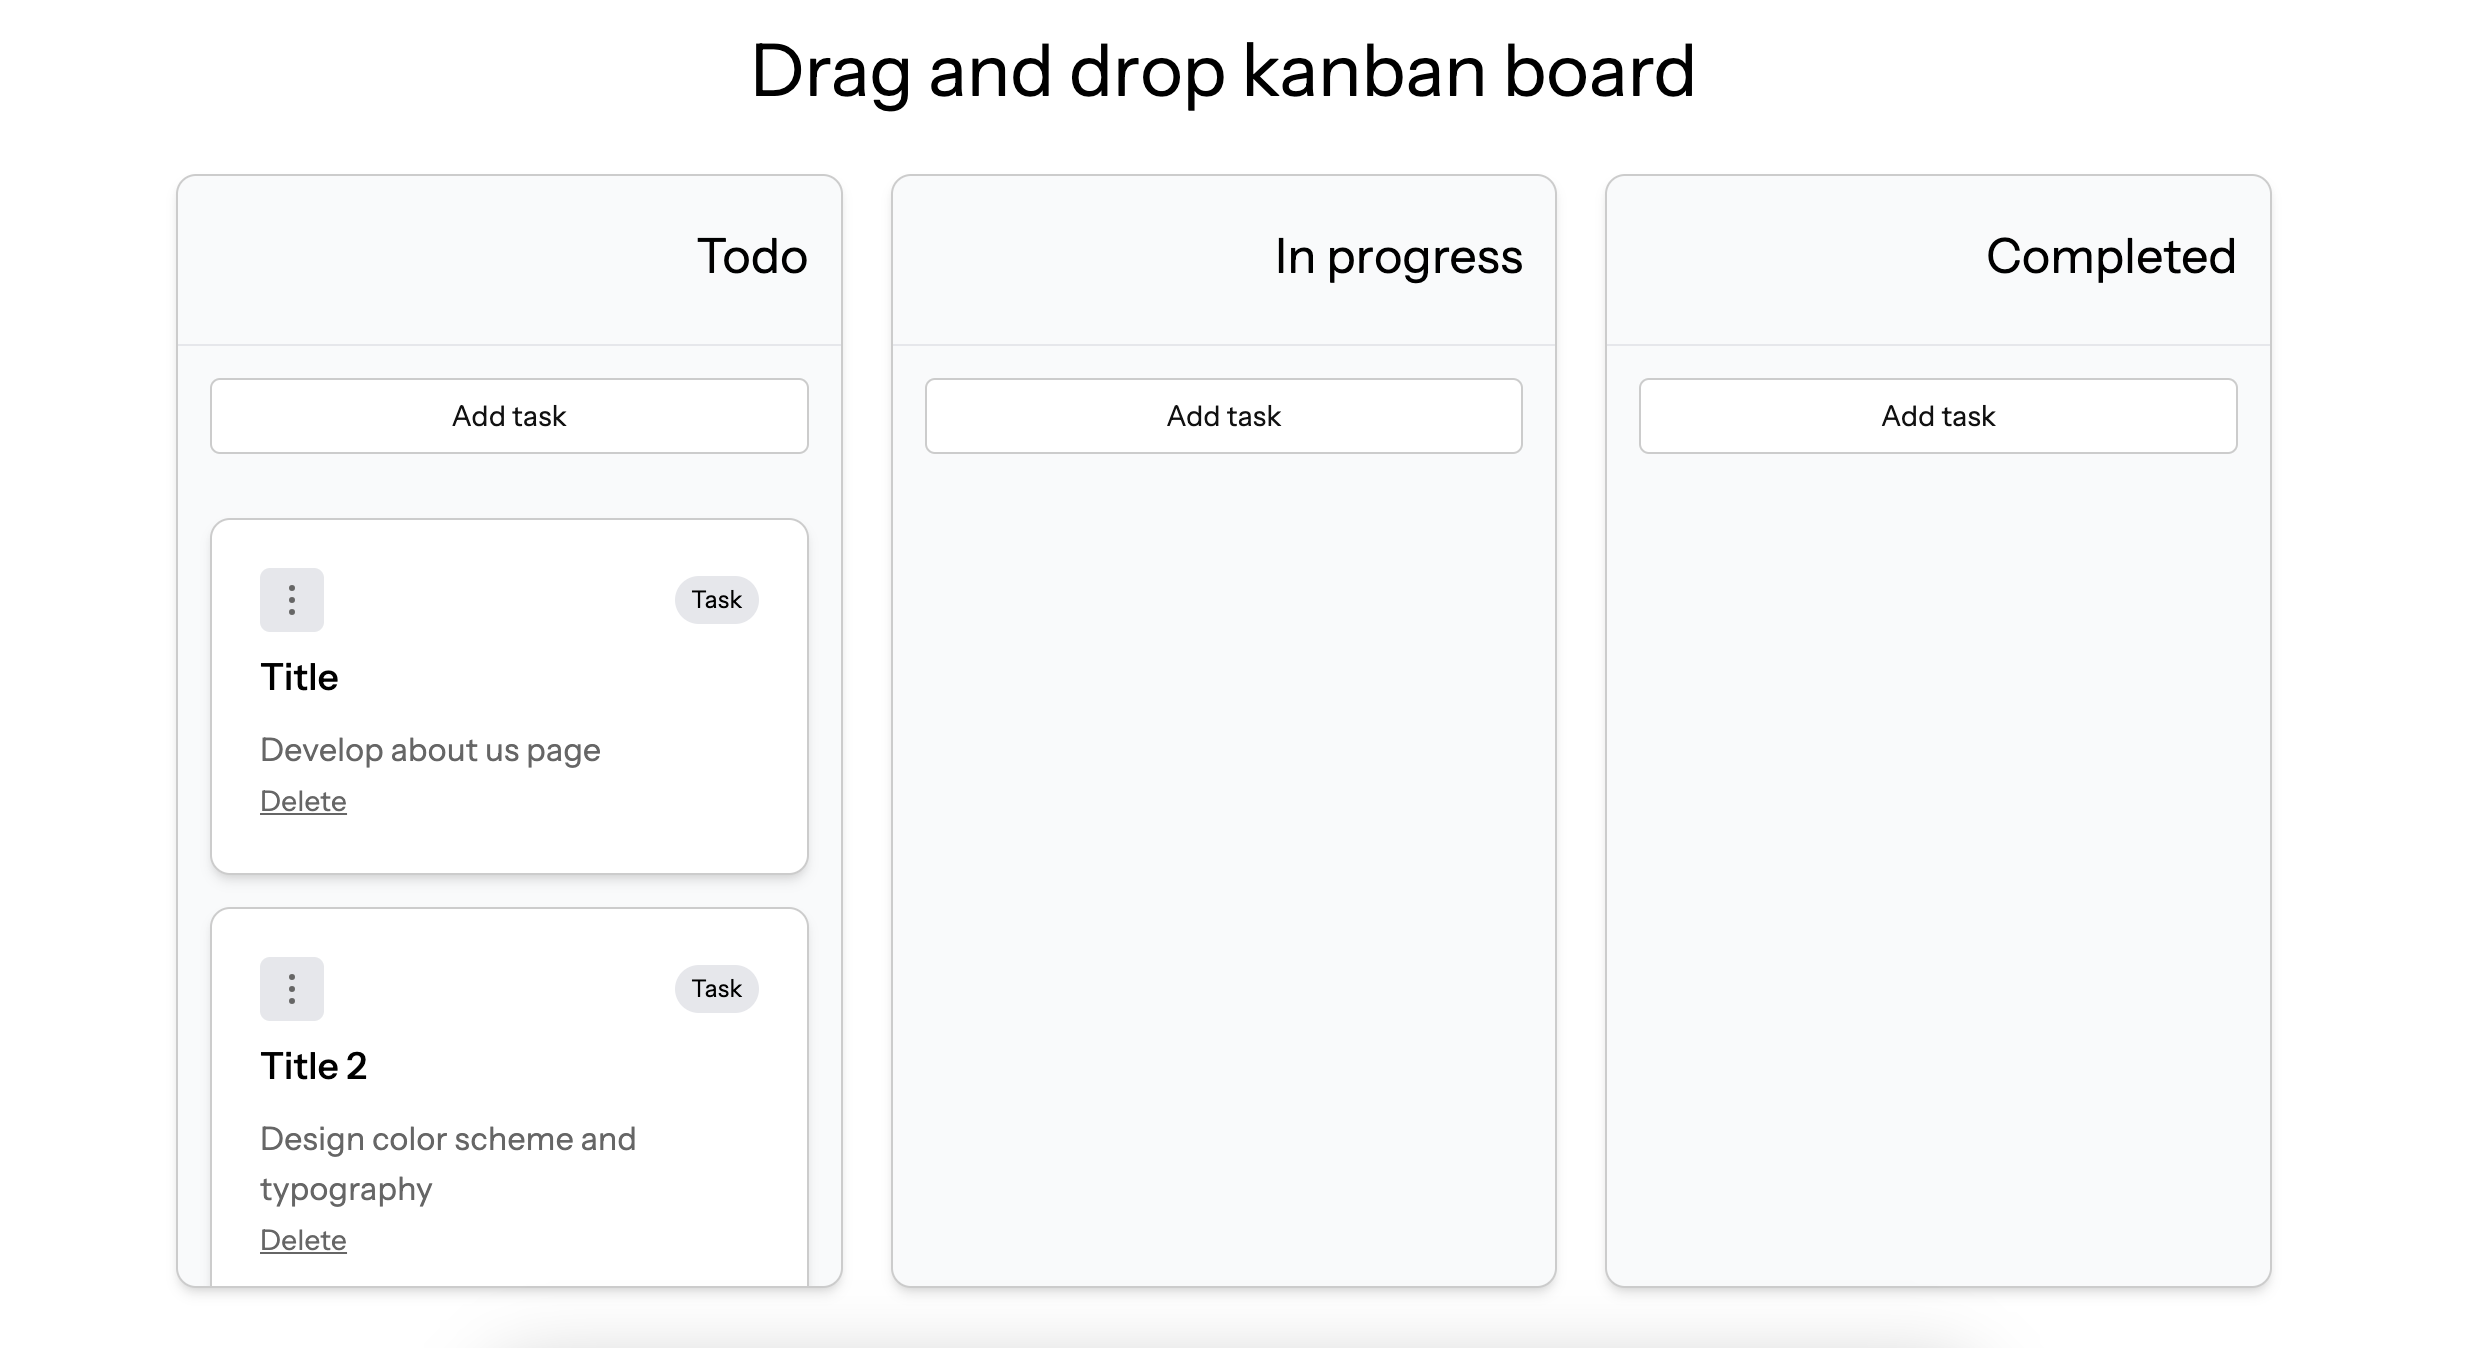 Drag and drop kanban board
Todo
Add task
Task
Title
Develop about us page
Delete
Task
Title 2
Design color scheme and
typography
Delete
In progress
Add task
Completed
Add task